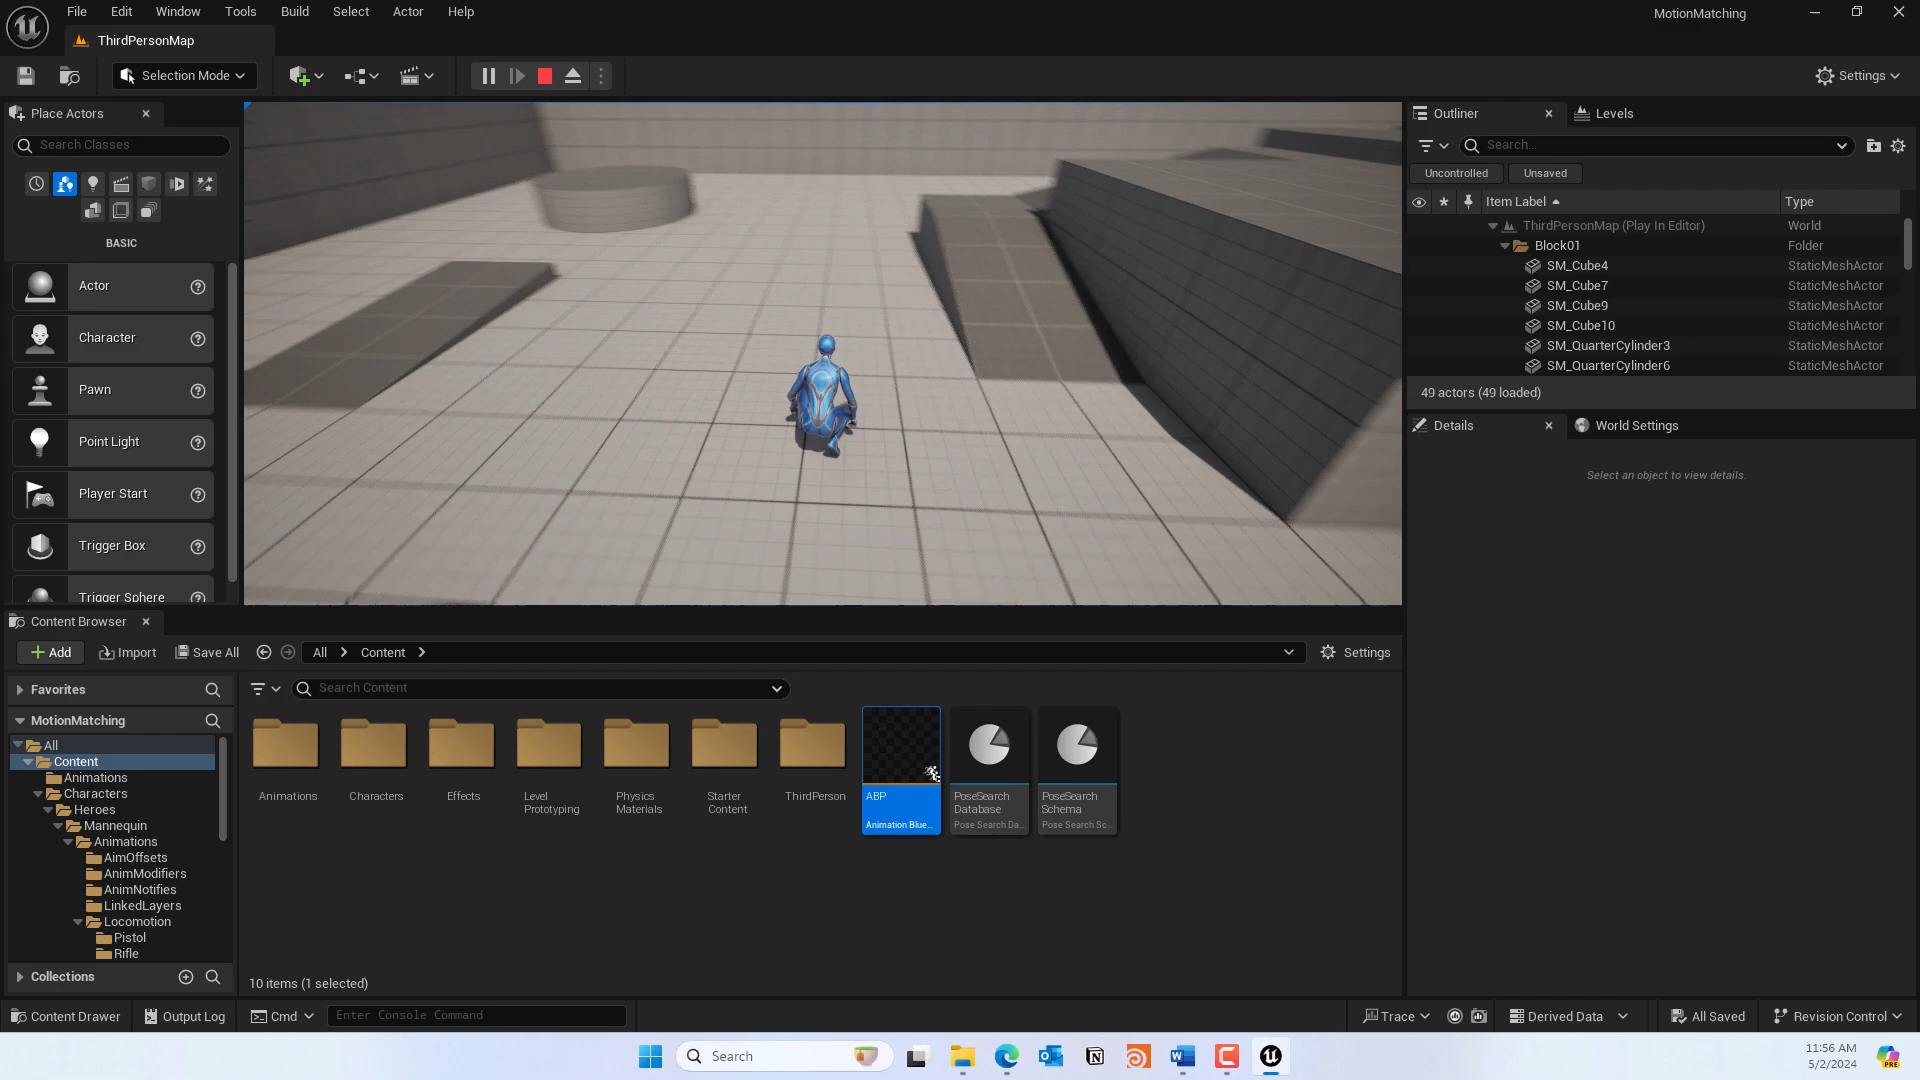 File Edit Window Tools Build Select Actor Help
MotionMatching
ThirdPersonMap
Selection Mode
Settings
Place Actors
Search Classes
BASIC
Actor
Character
Pawn
Point Light
Player Start
Trigger Box
Trigger Sphere
Outliner
Levels
Search...
Uncontrolled
Unsaved
Item Label
Type
ThirdPersonMap (Play In Editor) World
Block01 Folder
SM_Cube4 StaticMeshActor
SM_Cube7 StaticMeshActor
SM_Cube9 StaticMeshActor
SM_Cube10 StaticMeshActor
SM_QuarterCylinder3 StaticMeshActor
SM_QuarterCylinder6 StaticMeshActor
49 actors (49 loaded)
Details
World Settings
Select an object to view details.
Content Browser
Add
Import
Save All
All
Content
Settings
Favorites
Search Content
MotionMatching
All
Content
Animations
Characters
Heroes
Mannequin
Animations
AimOffsets
AnimModifiers
AnimNotifies
LinkedLayers
Locomotion
Pistol
Rifle
Collections
Animations
Characters
Effects
Level
Prototyping
Physics
Materials
Starter
Content
ThirdPerson
ABP
Animation Blue...
PoseSearch
Database
Pose Search Da...
PoseSearch
Schema
Pose Search Sc...
10 items (1 selected)
Content Drawer
Output Log
Cmd
Enter Console Command
Trace
Derived Data
All Saved
Revision Control
Search
11:56 AM
5/2/2024
PRE